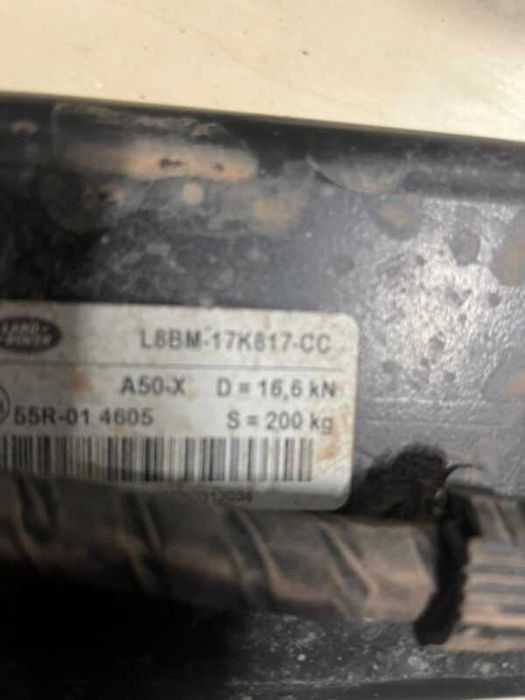 LAND ROVER
L8BM-17K817-CC
A50-X D = 16,6 kN
55R-01 4605 S = 200 kg